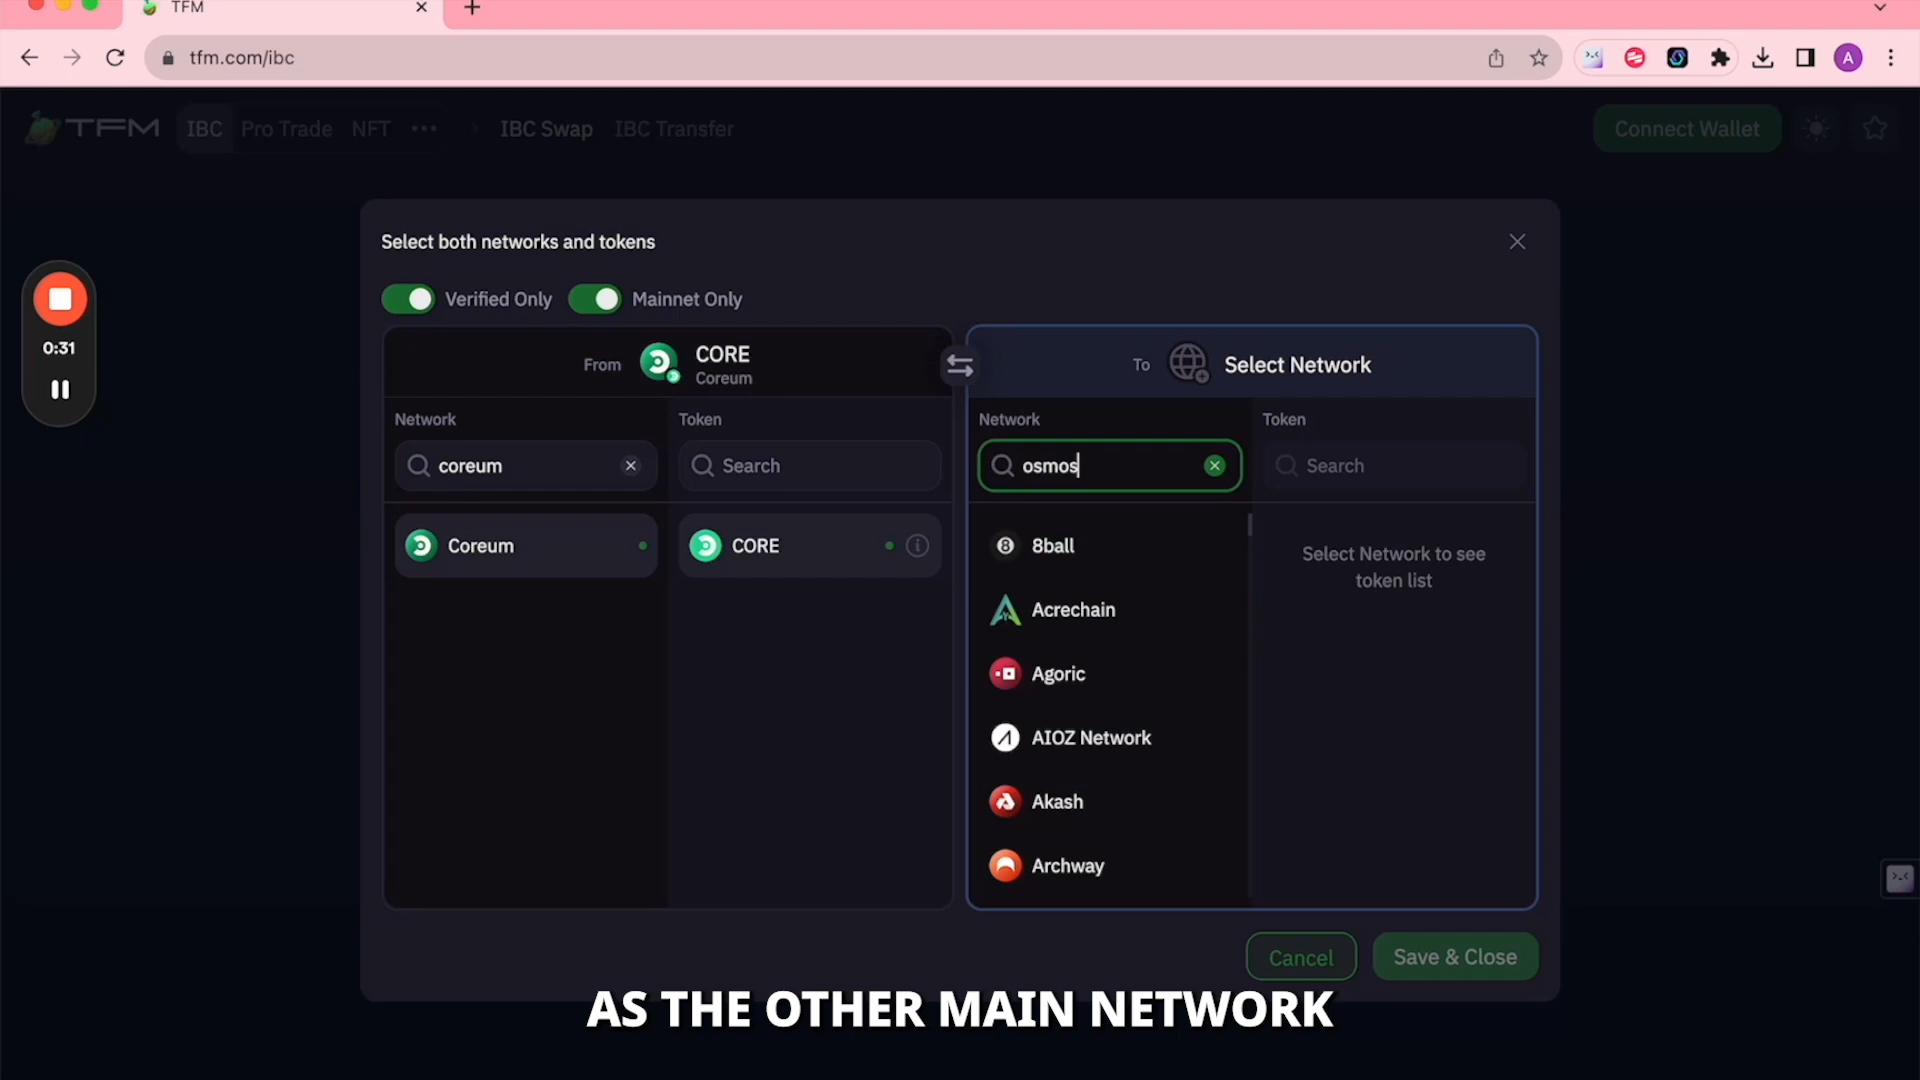 TFM
tfm.com/ibc
A
TFM
IBC
Pro Trade
NFT
IBC Swap
IBC Transfer
Connect Wallet
Select both networks and tokens
Verified Only
Mainnet Only
0:31
From
CORE
Coreum
To
Select Network
Network
Token
Network
Token
coreum
Search
osmos
Search
Coreum
CORE
8
8ball
Select Network to see
token list
Acrechain
Agoric
AIOZ Network
Akash
Archway
Cancel
Save & Close
AS THE OTHER MAIN NETWORK